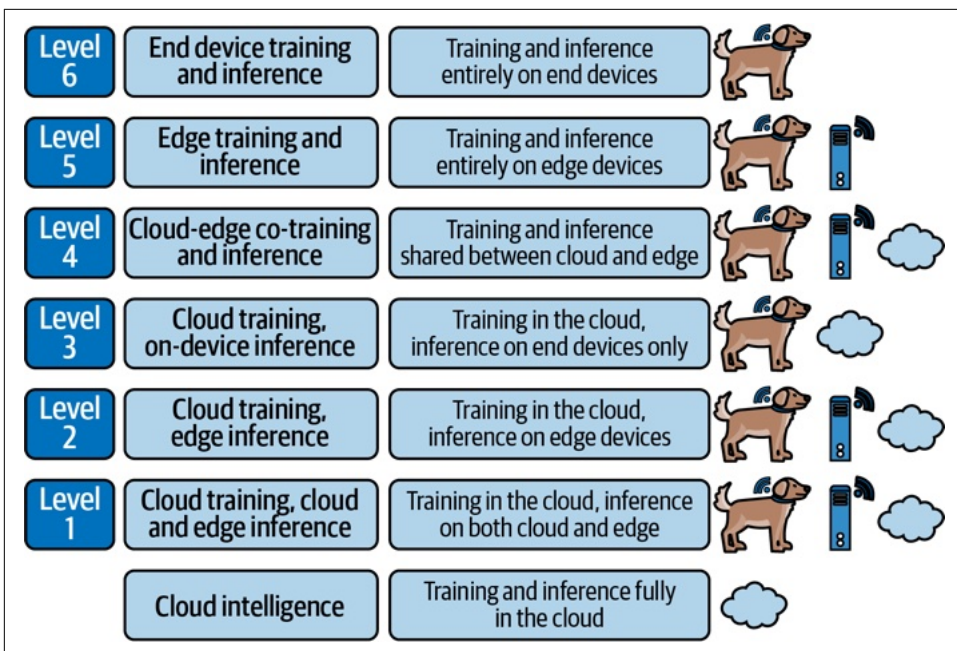 Level
6
End device training
and inference
Training and inference
entirely on end devices
Level
5
Edge training and
inference
Training and inference
entirely on edge devices
Level
4
Cloud-edge co-training
and inference
Training and inference
shared between cloud and edge
Level
3
Cloud training,
on-device inference
Training in the cloud,
inference on end devices only
Level
2
Cloud training,
edge inference
Training in the cloud,
inference on edge devices
Level
1
Cloud training, cloud
and edge inference
Training in the cloud, inference
on both cloud and edge
Cloud intelligence
Training and inference fully
in the cloud